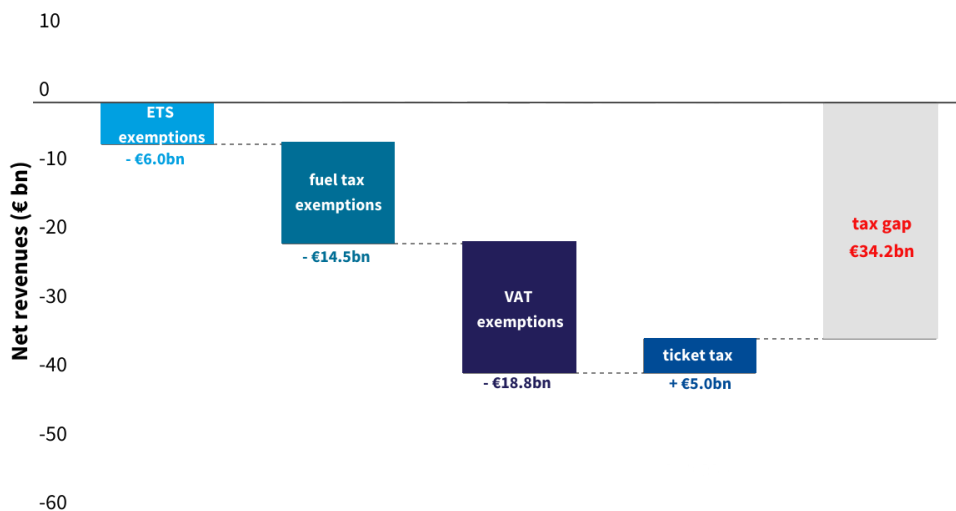 10
0
-10
-20
-30
-40
-50
-60
Net revenues (€ bn)
ETS
exemptions
- €6.0bn
fuel tax
exemptions
- €14.5bn
VAT
exemptions
- €18.8bn
ticket tax
+ €5.0bn
tax gap
€34.2bn